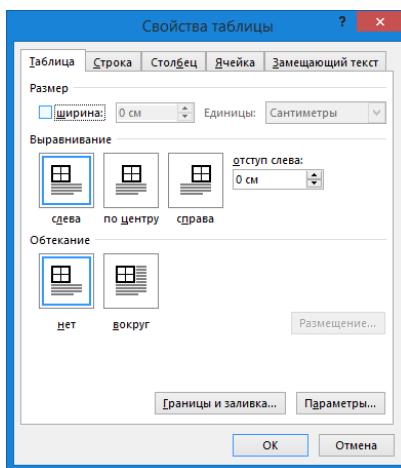 Свойства таблицы ?
Таблица Строка Столбец Ячейка Замещающий текст
Размер
ширина: 0 см Единицы: Сантиметры
Выравнивание
отступ слева:
0 см
слева по центру справа
Обтекание
нет вокруг
Размещение...
Границы и заливка... Параметры...
ОК Отмена